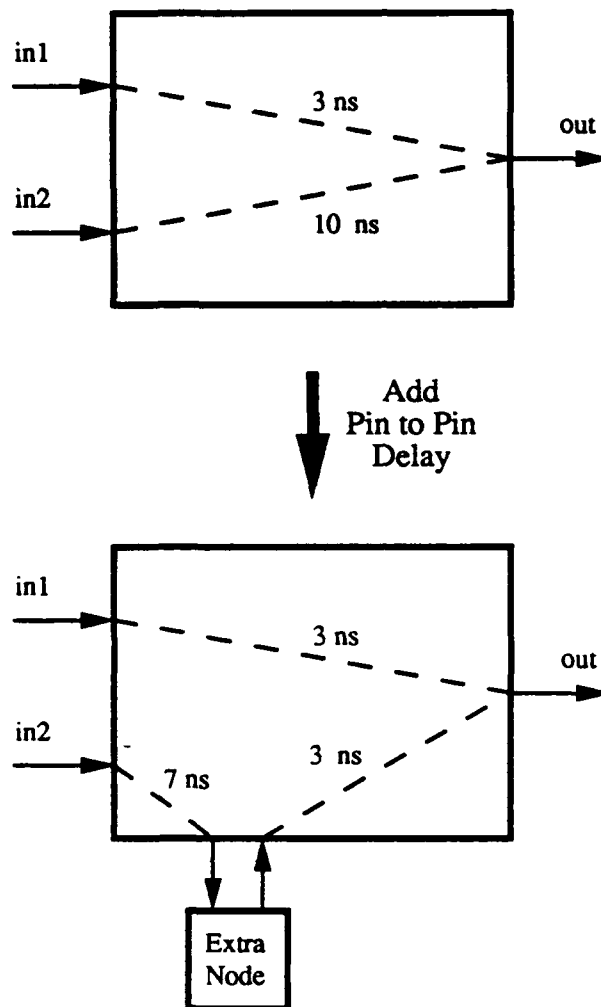 in1
3 ns
out
in2
10 ns
Add
Pin to Pin
Delay
in1
3 ns
out
in2
3 ns
7 ns
Extra
Node